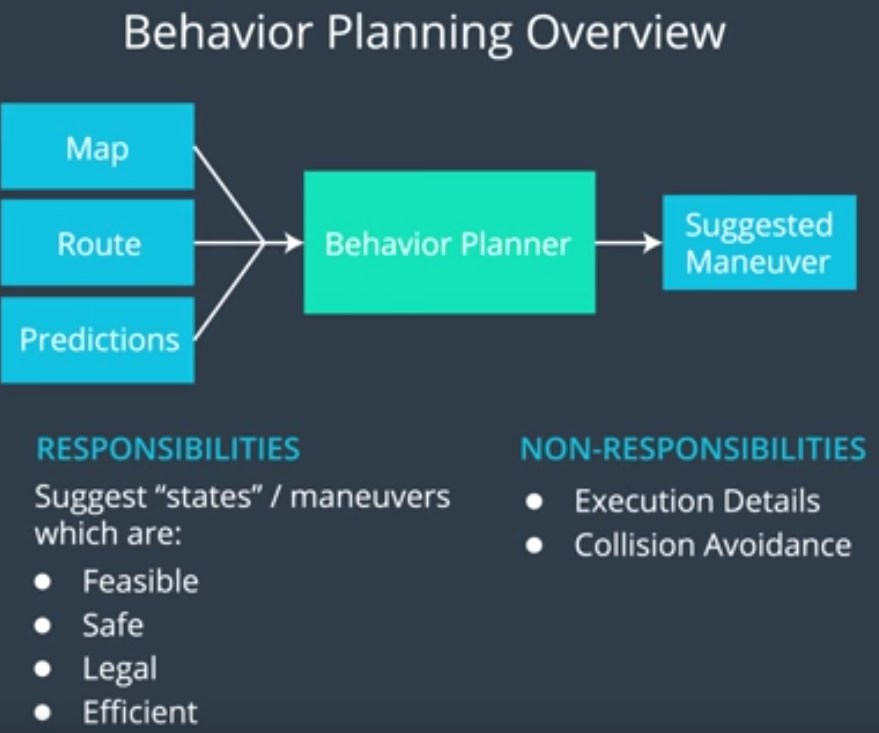 Behavior Planning Overview
Map
Route
Predictions
Behavior Planner
Suggested
Maneuver
RESPONSIBILITIES
Suggest “states” / maneuvers
which are:
● Feasible
● Safe
● Legal
● Efficient
NON-RESPONSIBILITIES
● Execution Details
● Collision Avoidance